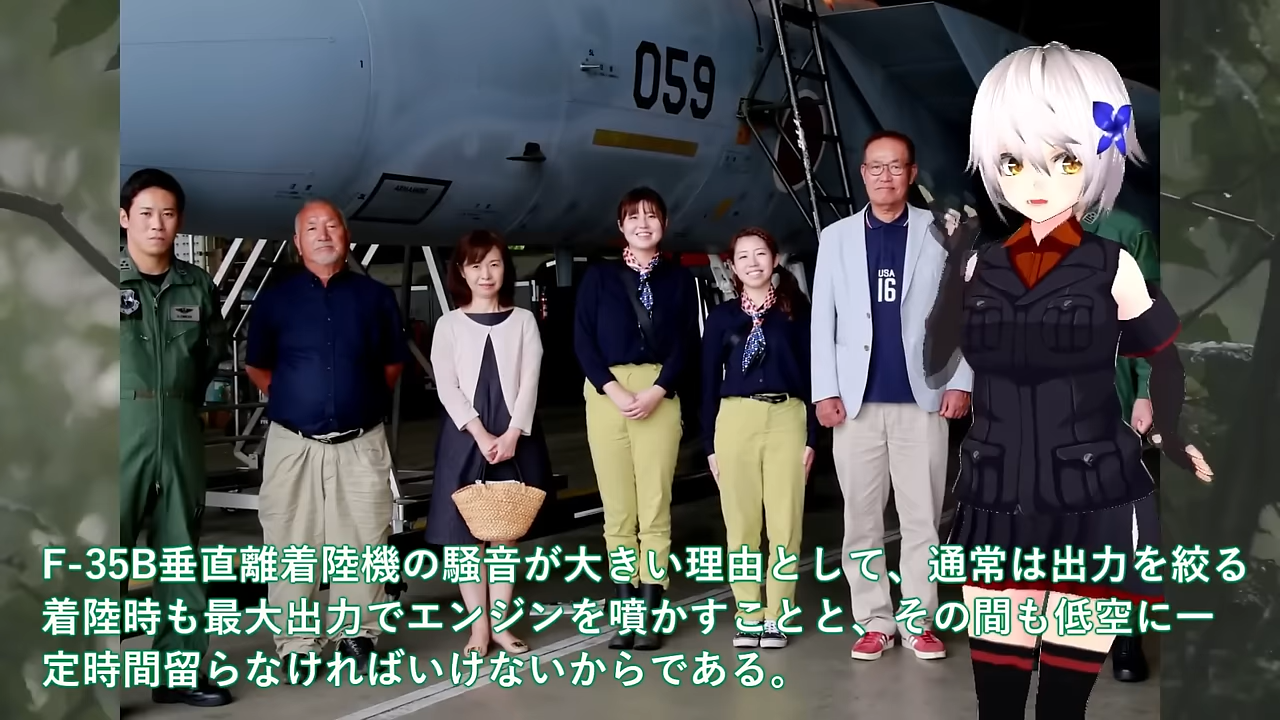 059
USA
16
F-35B垂直離着陸機の騒音が大きい理由として、通常は出力を絞る
着陸時も最大出力でエンジンを噴かすことと、その間も低空に一
定時間留らなければいけないからである。